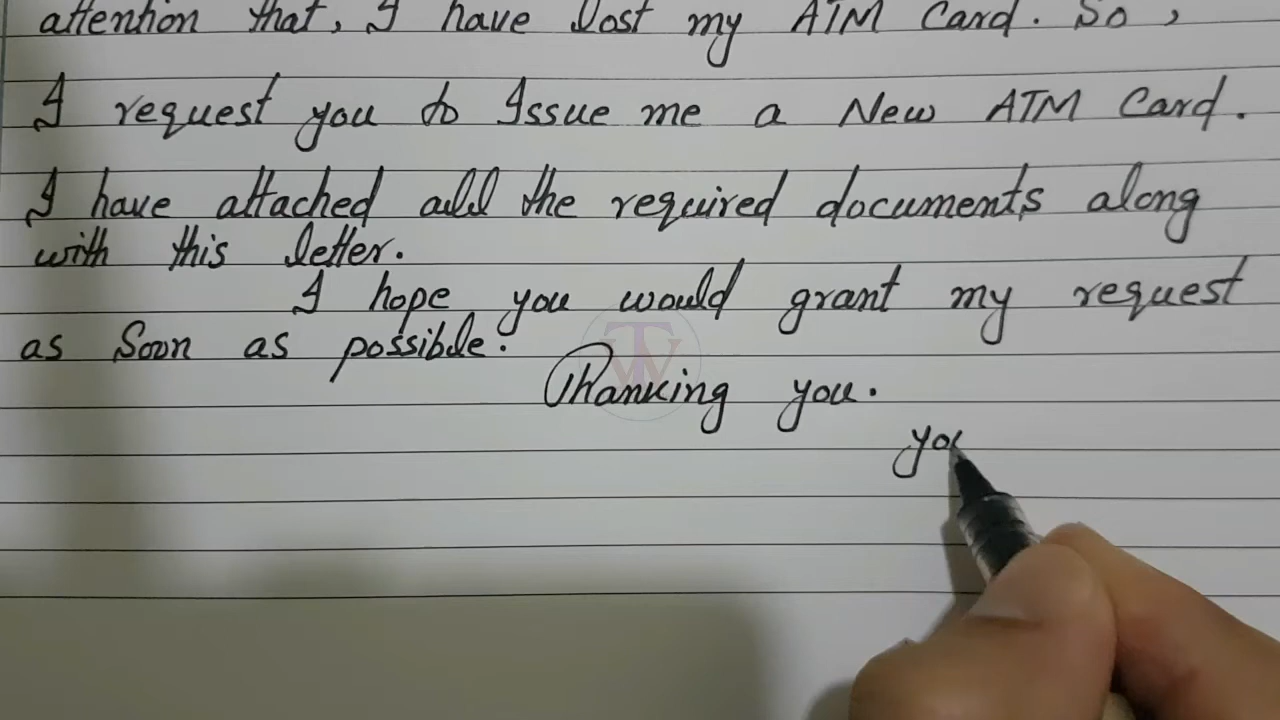 attention that, I have lost my ATM Card. So,
I request you to Issue me a New ATM Card.
I have attached all the required documents along
with this letter.
I hope you would grant my request
as Soon as possible.
Thanking you.
you